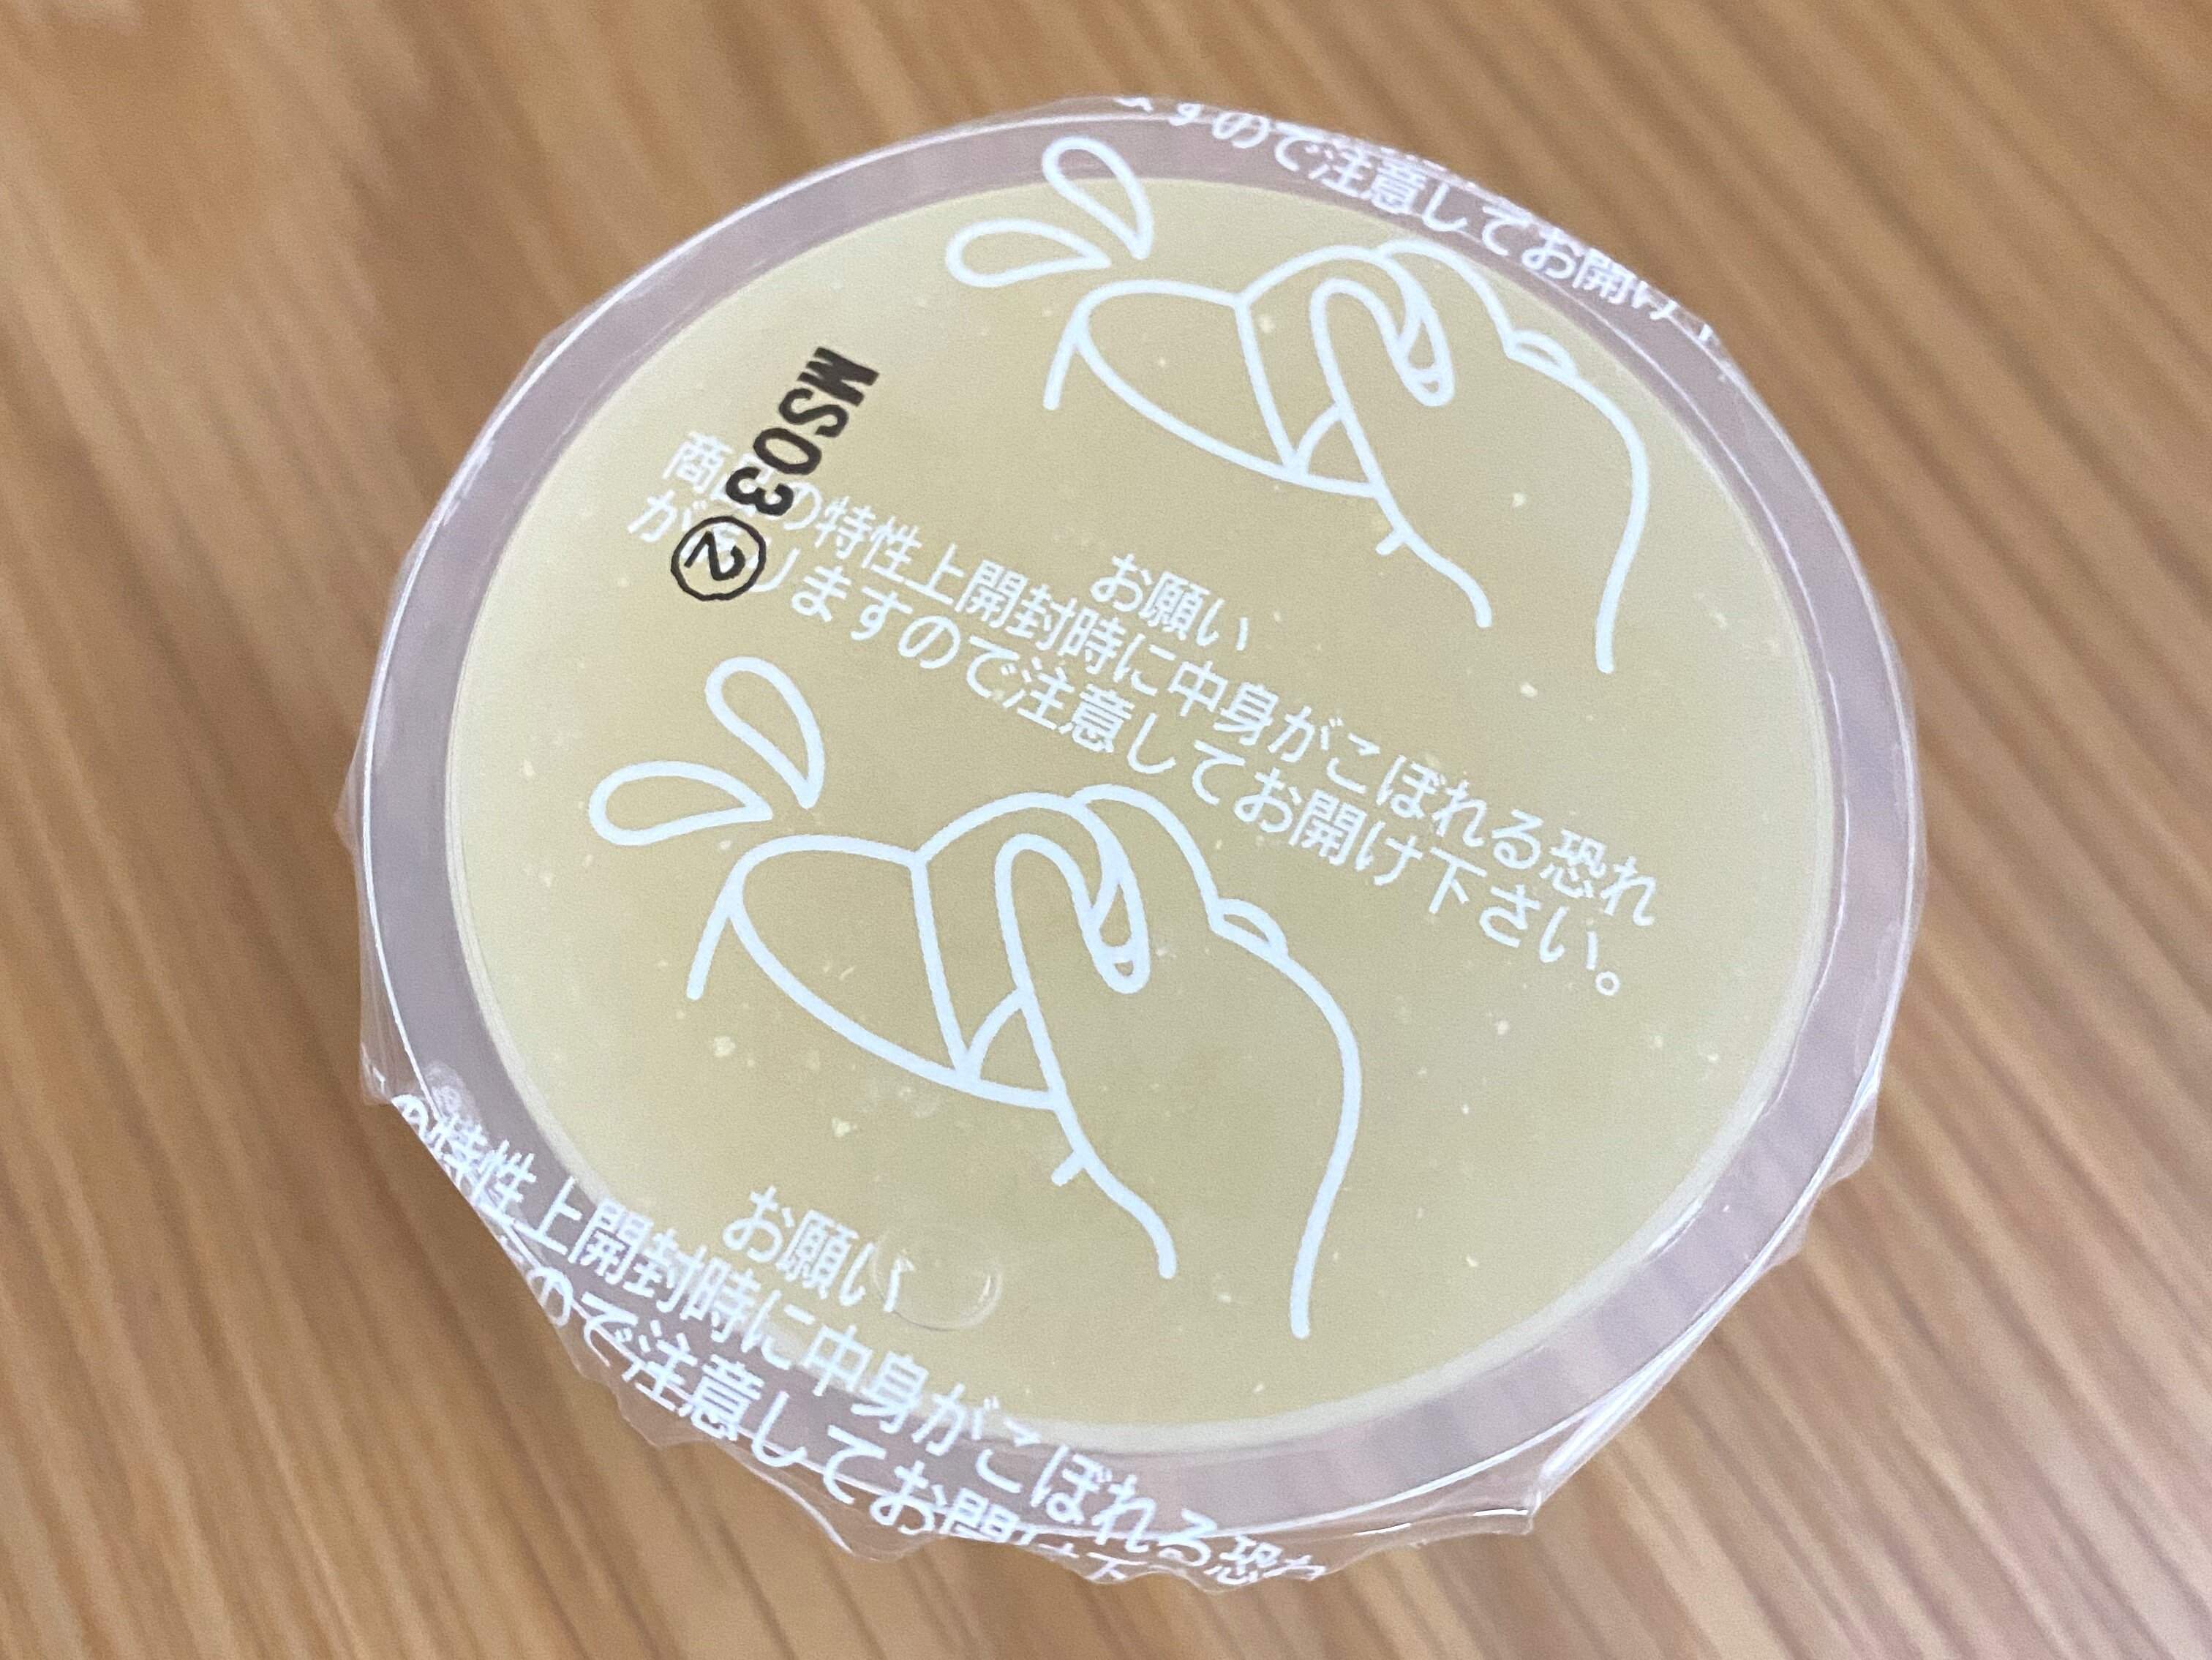 ますので注意してお開け下
MS03②
お願い
商品の特性上開封時に中身がこぼれる恐れ
がありますので注意してお開け下さい。
お願い
の特性上開封時に中身がこぼれる恐れ
ので注意してお開け下